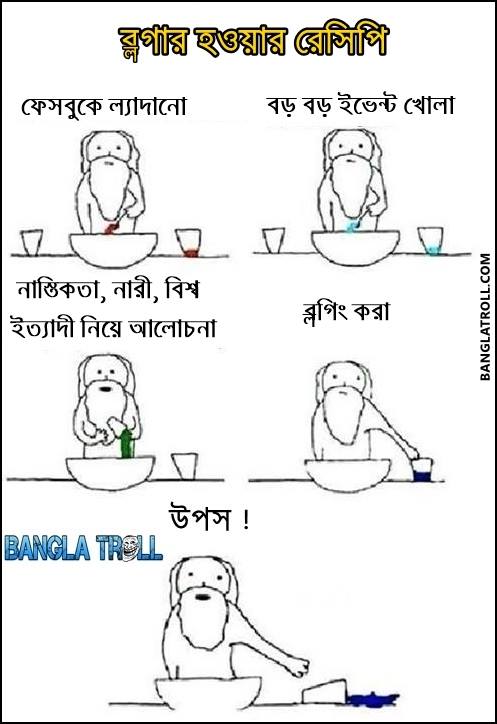 ব্লগার হওয়ার রেসিপি
ফেসবুকে ল্যাদানো
বড় বড় ইভেন্ট খোলা
নাস্তিকতা, নারী, বিশ্ব
ইত্যাদী নিয়ে আলোচনা
ব্লগিং করা
উপস !
BANGLA TROLL
BANGLATROLL.COM